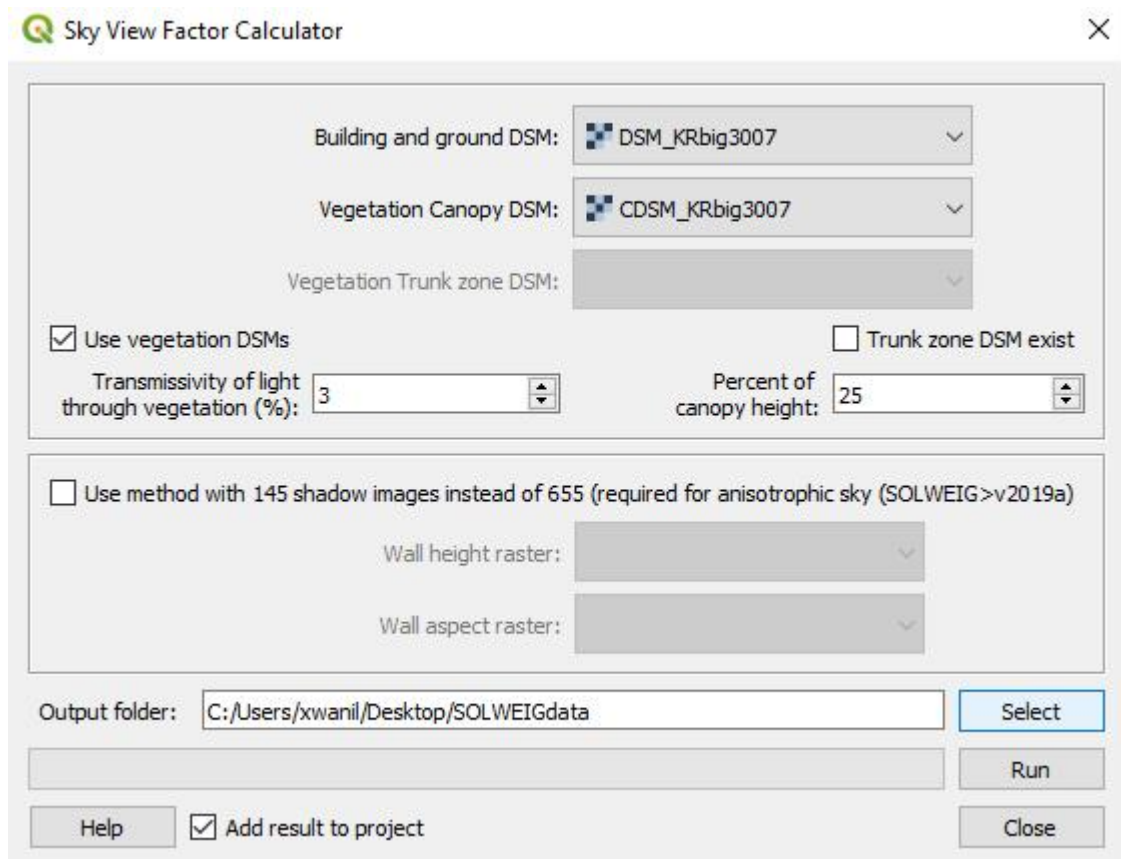 Sky View Factor Calculator
Building and ground DSM: DSM_KRbig3007
Vegetation Canopy DSM: CDSM_KRbig3007
Vegetation Trunk zone DSM:
Use vegetation DSMs Trunk zone DSM exist
Transmissivity of light
through vegetation (%): 3
Percent of
canopy height: 25
Use method with 145 shadow images instead of 655 (required for anisotrophic sky (SOLWEIG>v2019a)
Wall height raster:
Wall aspect raster:
Output folder: C:/Users/xwanil/Desktop/SOLWEIGdata Select
Run
Help Add result to project Close